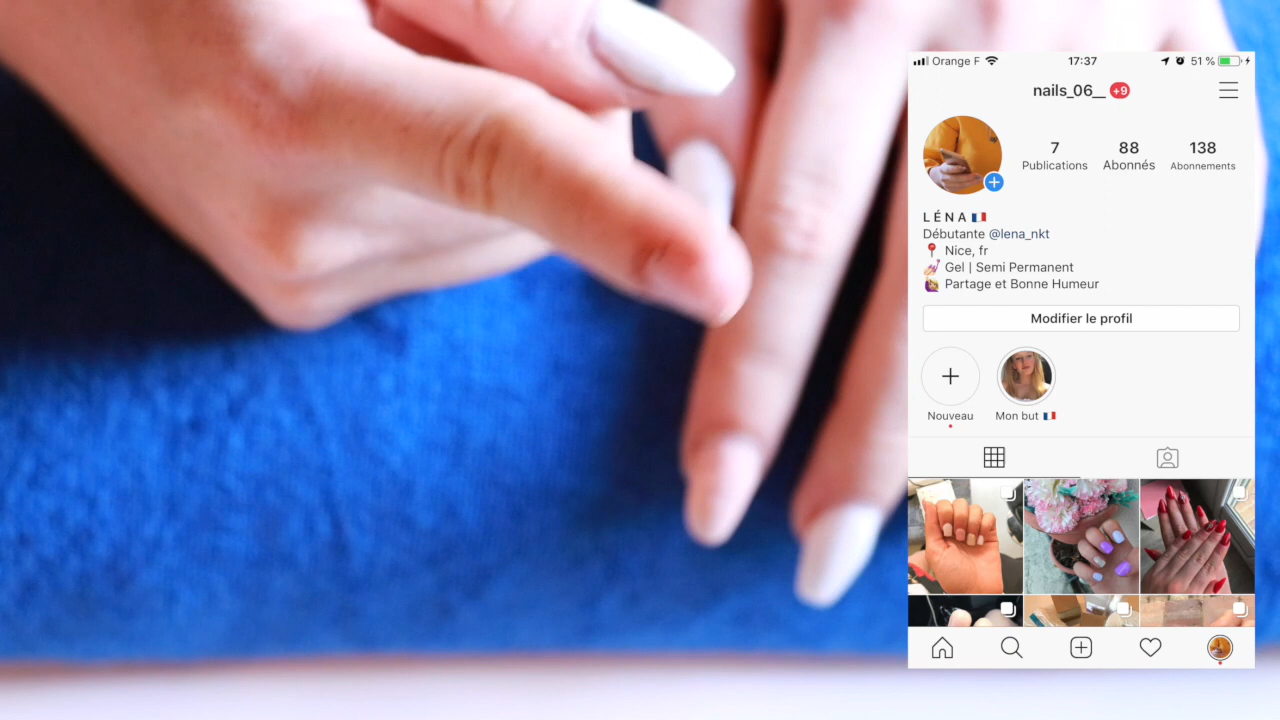 Orange F 17:37 51 %
nails_06__ +9
7 88 138
Publications Abonnés Abonnements
LÉNA 🇫🇷
Débutante @lena_nkt
📍 Nice, fr
💅🏻 Gel | Semi Permanent
Partage et Bonne Humeur
Modifier le profil
Nouveau Mon but 🇫🇷